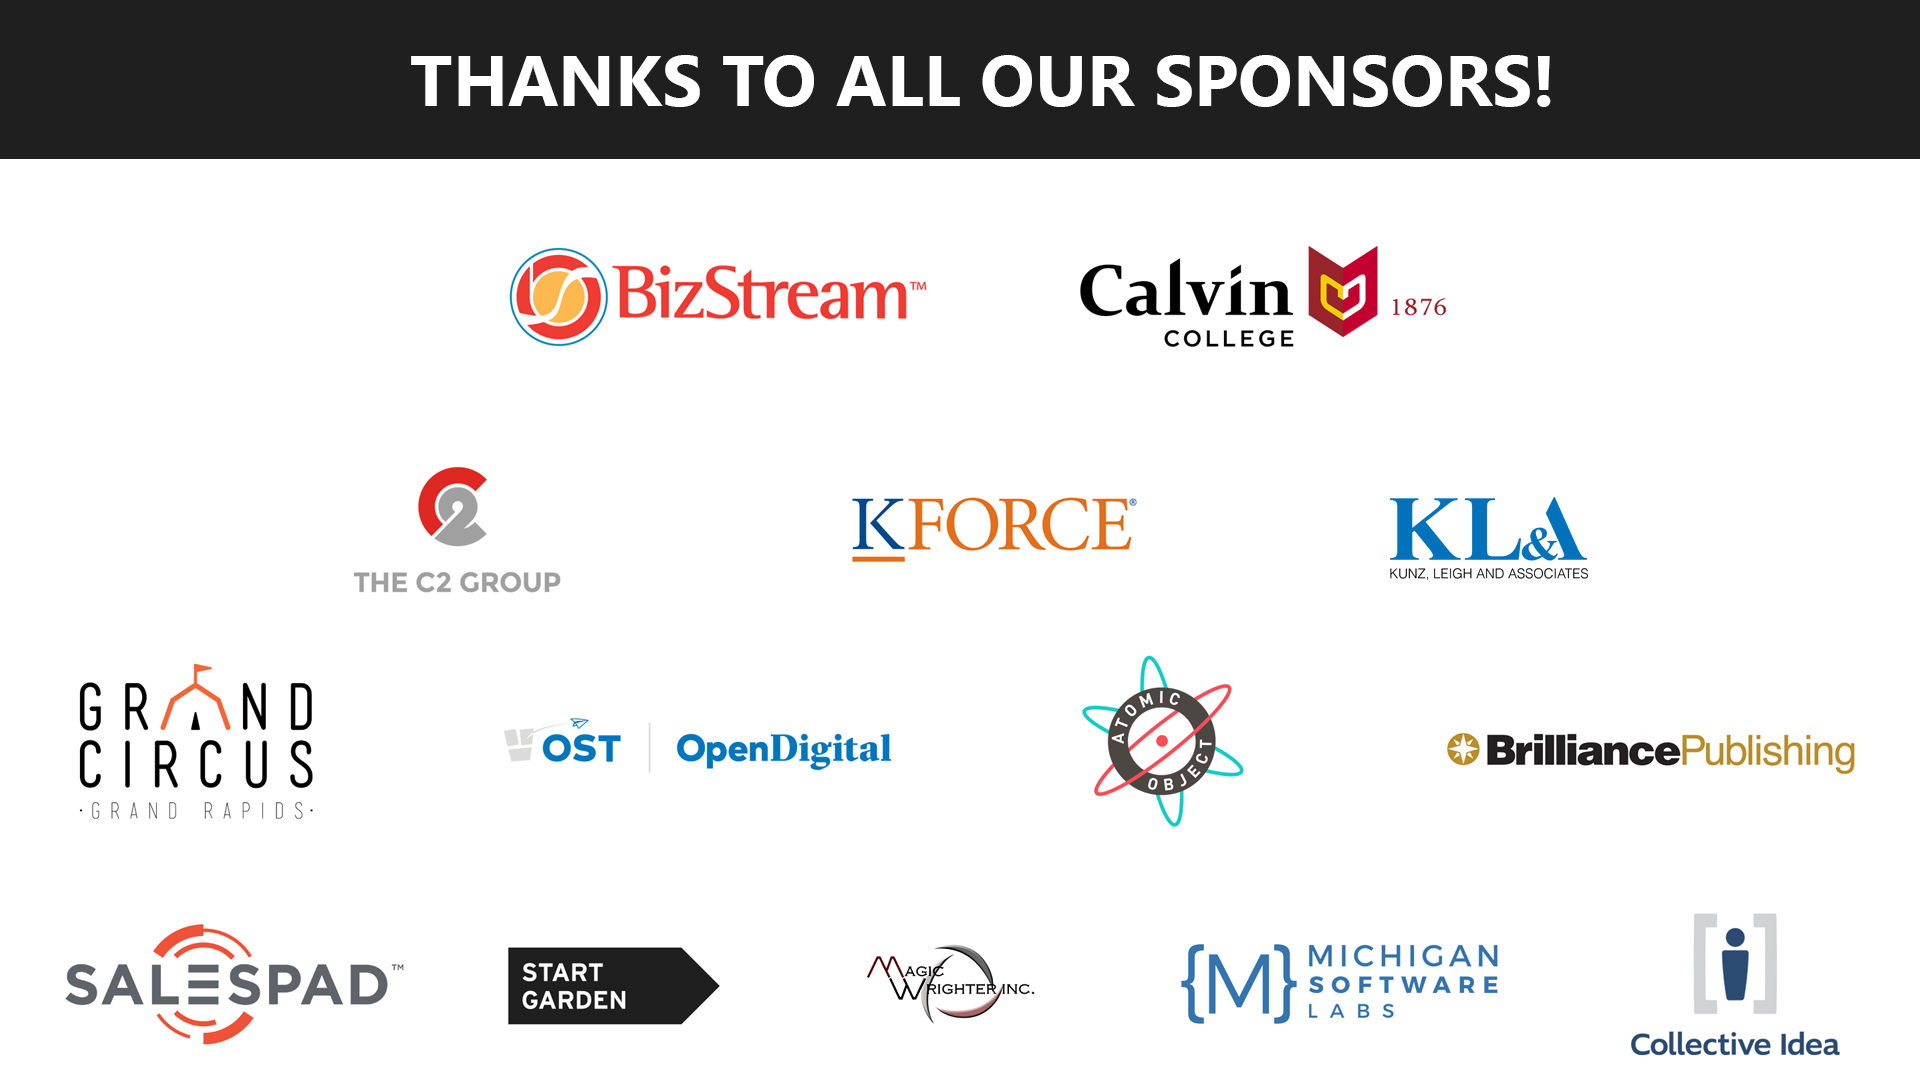 THANKS TO ALL OUR SPONSORS!
BizStream™
Calvin
COLLEGE
1876
C2
THE C2 GROUP
KFORCE®
KL&A
KUNZ, LEIGH AND ASSOCIATES
GRAND
CIRCUS
·GRAND RAPIDS·
OST
OpenDigital
ATOMIC
OBJECT
BrilliancePublishing
SALESPAD™
START
GARDEN
MAGIC
WRIGHTER, INC.
{M}
MICHIGAN
SOFTWARE
LABS
[i]
Collective Idea